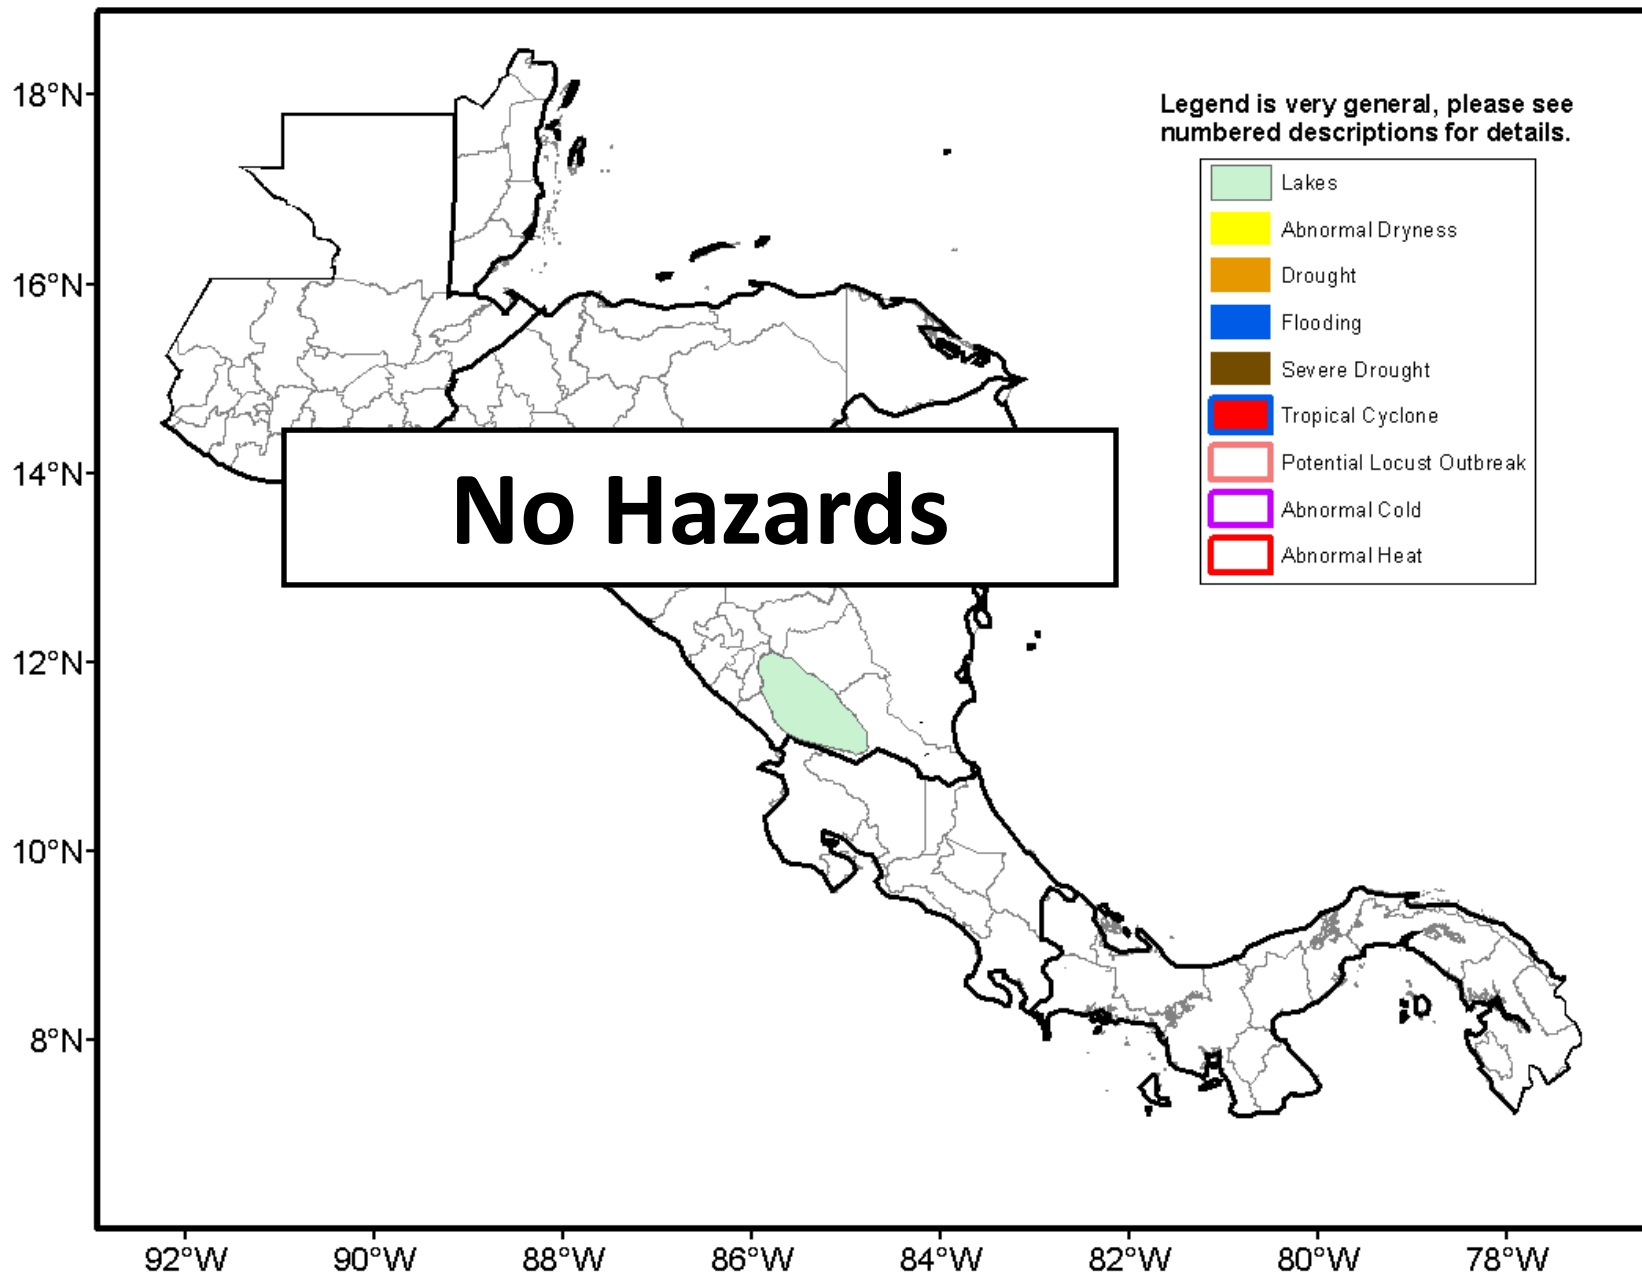 18°N
16°N
14°N
12°N
10°N
8°N
Legend is very general, please see
numbered descriptions for details.
Lakes
Abnormal Dryness
Drought
Flooding
Severe Drought
Tropical Cyclone
Potential Locust Outbreak
Abnormal Cold
Abnormal Heat
No Hazards
92°W 90°W 88°W 86°W 84°W 82°W 80°W 78°W